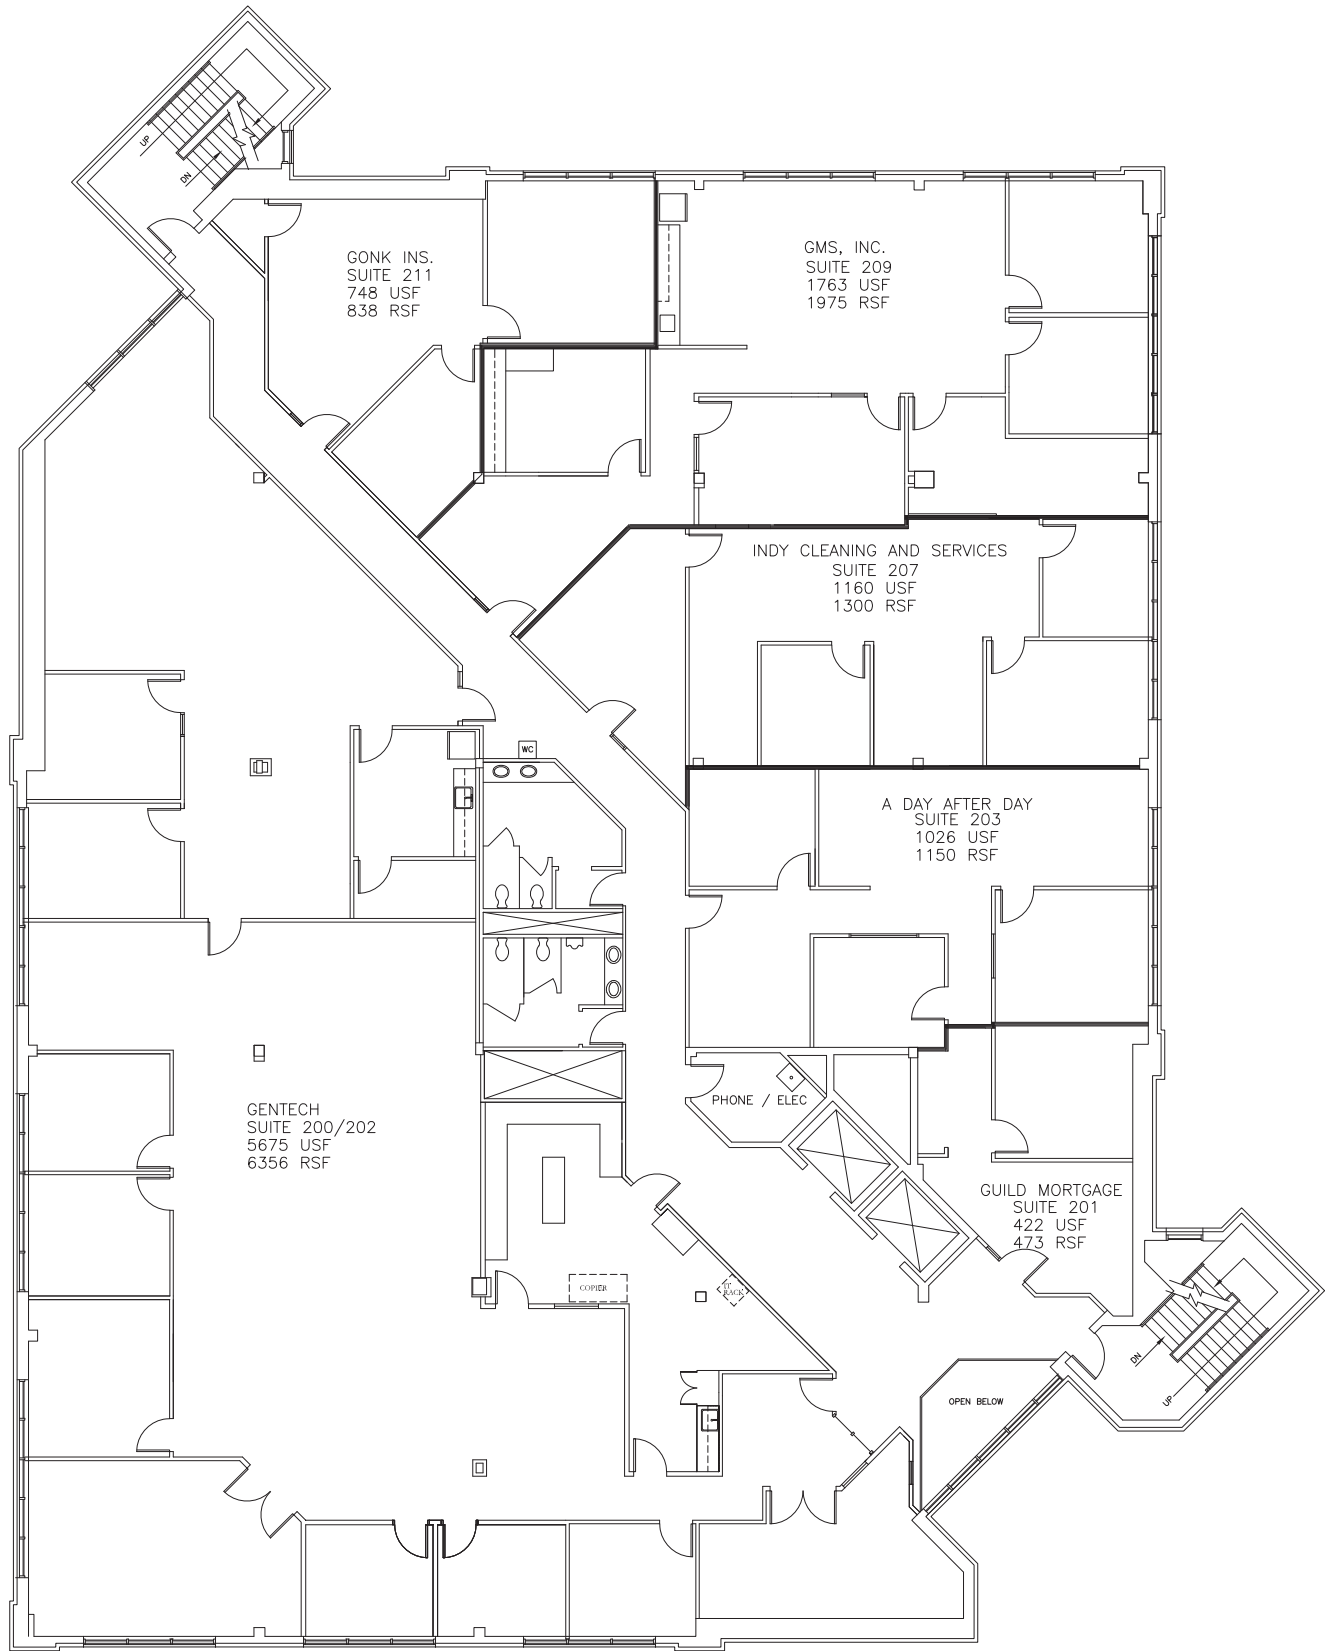 UP
DN
GONK INS.
SUITE 211
748 USF
838 RSF
GMS, INC.
SUITE 209
1763 USF
1975 RSF
INDY CLEANING AND SERVICES
SUITE 207
1160 USF
1300 RSF
WC
A DAY AFTER DAY
SUITE 203
1026 USF
1150 RSF
PHONE / ELEC
GENTECH
SUITE 200/202
5675 USF
6356 RSF
GUILD MORTGAGE
SUITE 201
422 USF
473 RSF
COPIER
IT
RACK
DN
UP
OPEN BELOW